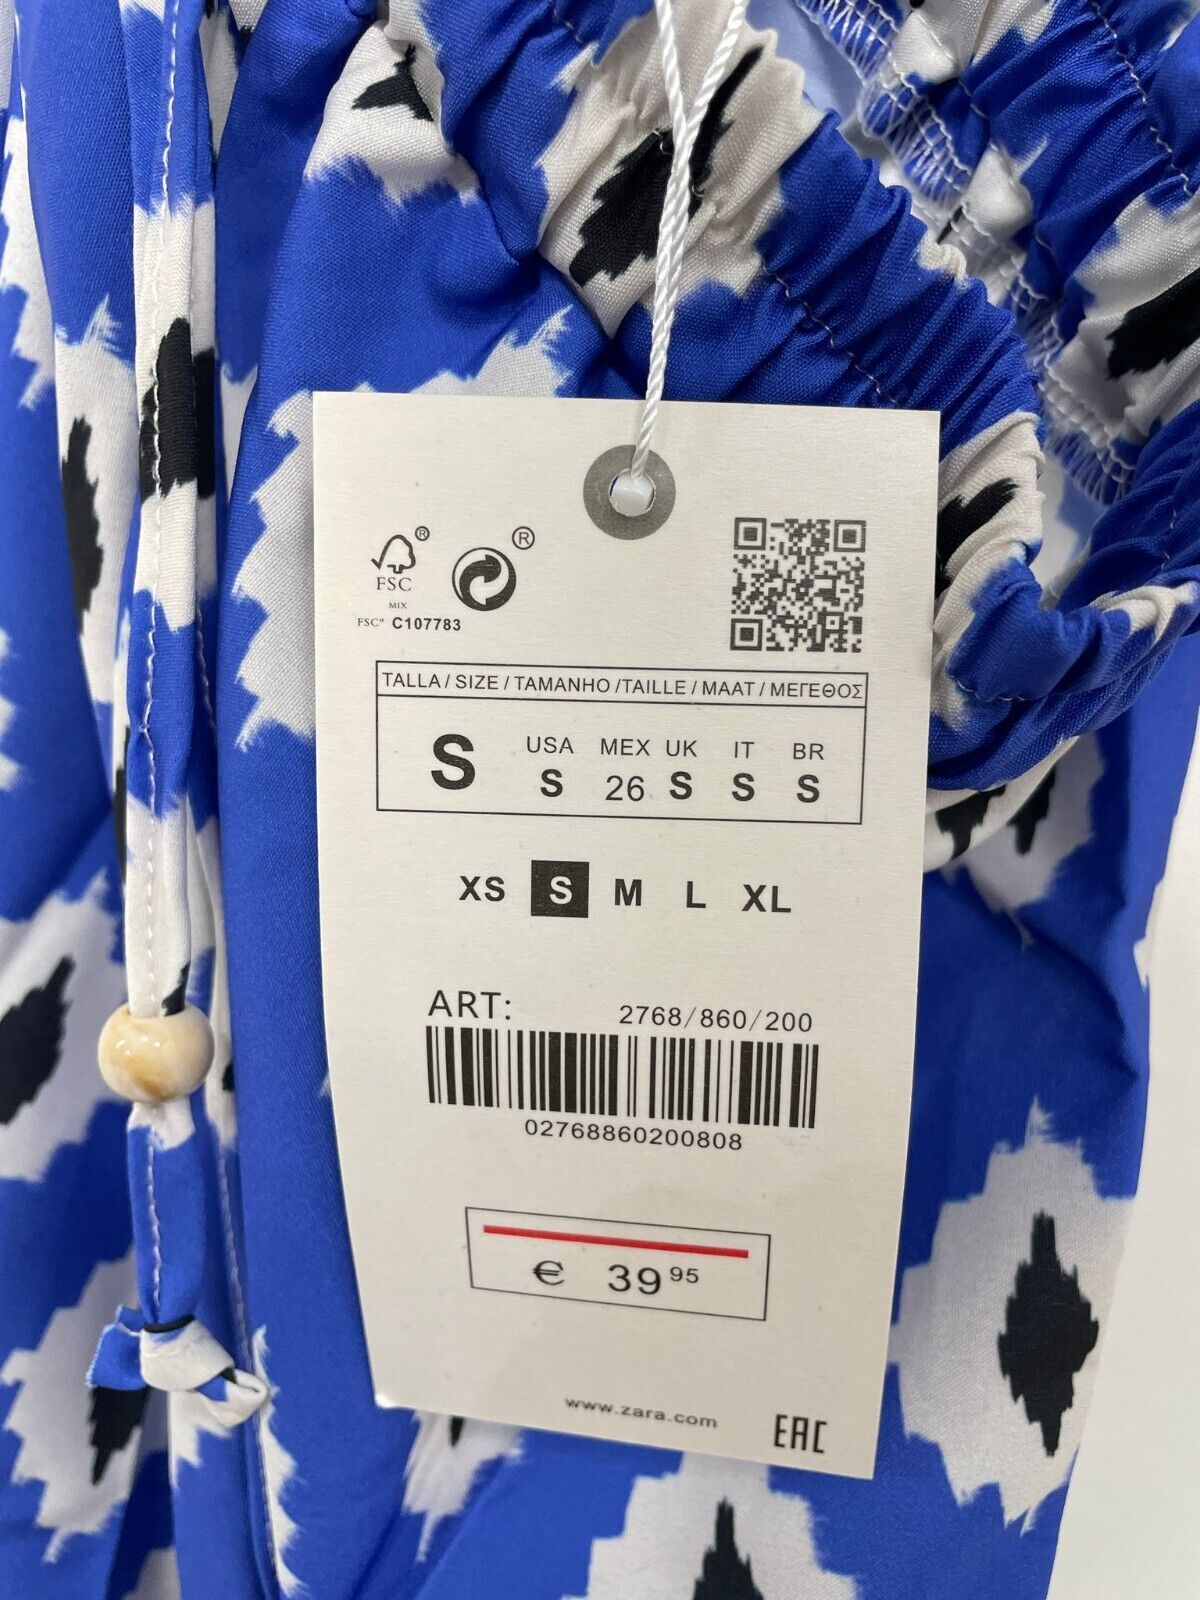 ®
®
FSC
MIX
FSC® C107783
TALLA / SIZE / TAMANHO /TAILLE / MAAT / ΜΕΓΕΘΟΣ
S
USA MEX UK IT BR
S 26 S S S
XS S M L XL
ART: 2768/860/200
02768860200808
€ 39 95
www.zara.com
EAC